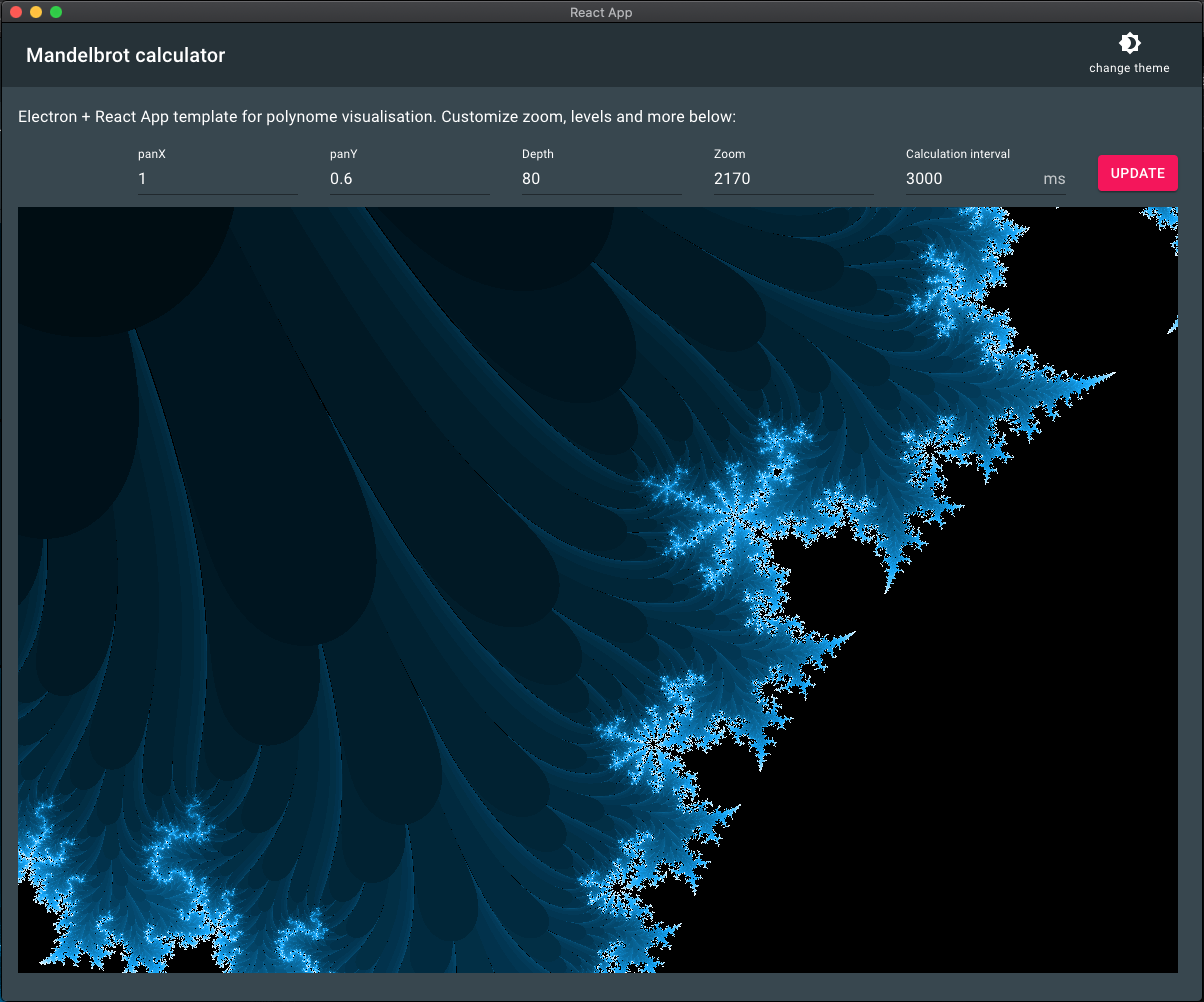 React App
Mandelbrot calculator
change theme
Electron + React App template for polynome visualisation. Customize zoom, levels and more below:
panX
panY
Depth
Zoom
Calculation interval
1
0.6
80
2170
3000 ms
UPDATE